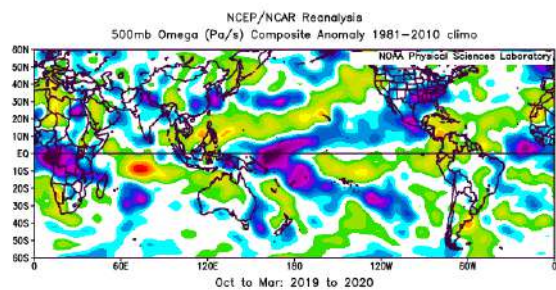 NCEP/NCAR Reanalysis
500mb Omega (Pa/s) Composite Anomaly 1981-2010 climo
NOAA Physical Sciences Laboratory
60N
50N
40N
30N
20N
10N
EQ
10S
20S
30S
40S
50S
60S
0 60E 120E 180 120W 60W 0
Oct to Mar: 2019 to 2020